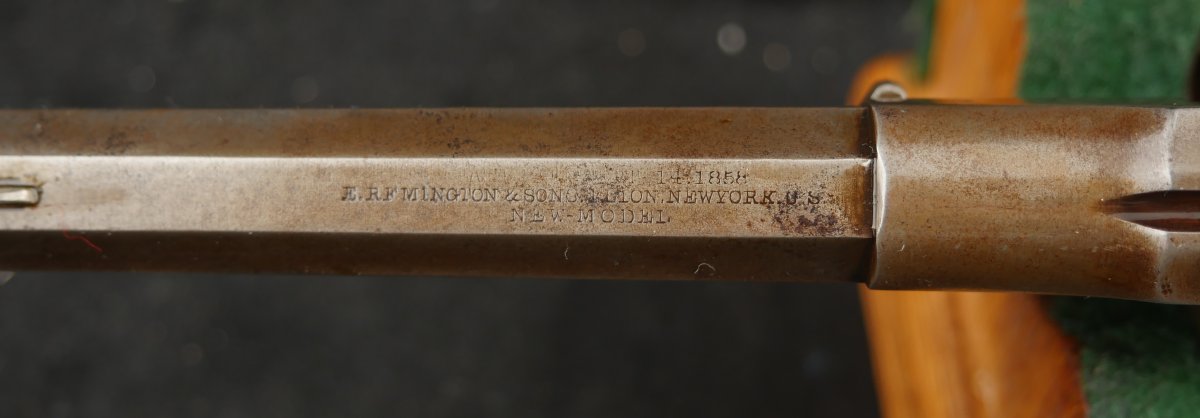 14.1858
E. REMINGTON & SONS, ILION, NEWYORK, U.S.
NEW-MODEL